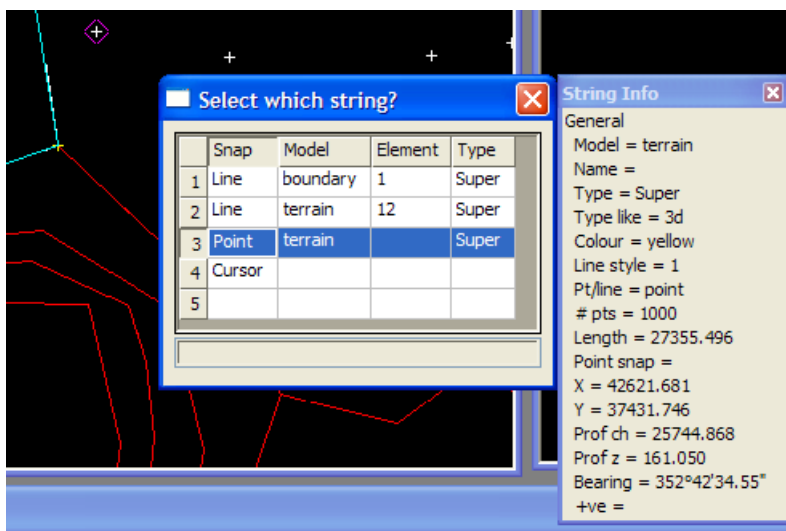 Select which string?
Snap Model Element Type
1 Line boundary 1 Super
2 Line terrain 12 Super
3 Point terrain Super
4 Cursor
5
String Info
General
Model = terrain
Name =
Type = Super
Type like = 3d
Colour = yellow
Line style = 1
Pt/line = point
# pts = 1000
Length = 27355.496
Point snap =
X = 42621.681
Y = 37431.746
Prof ch = 25744.868
Prof z = 161.050
Bearing = 352°42'34.55"
+ve =